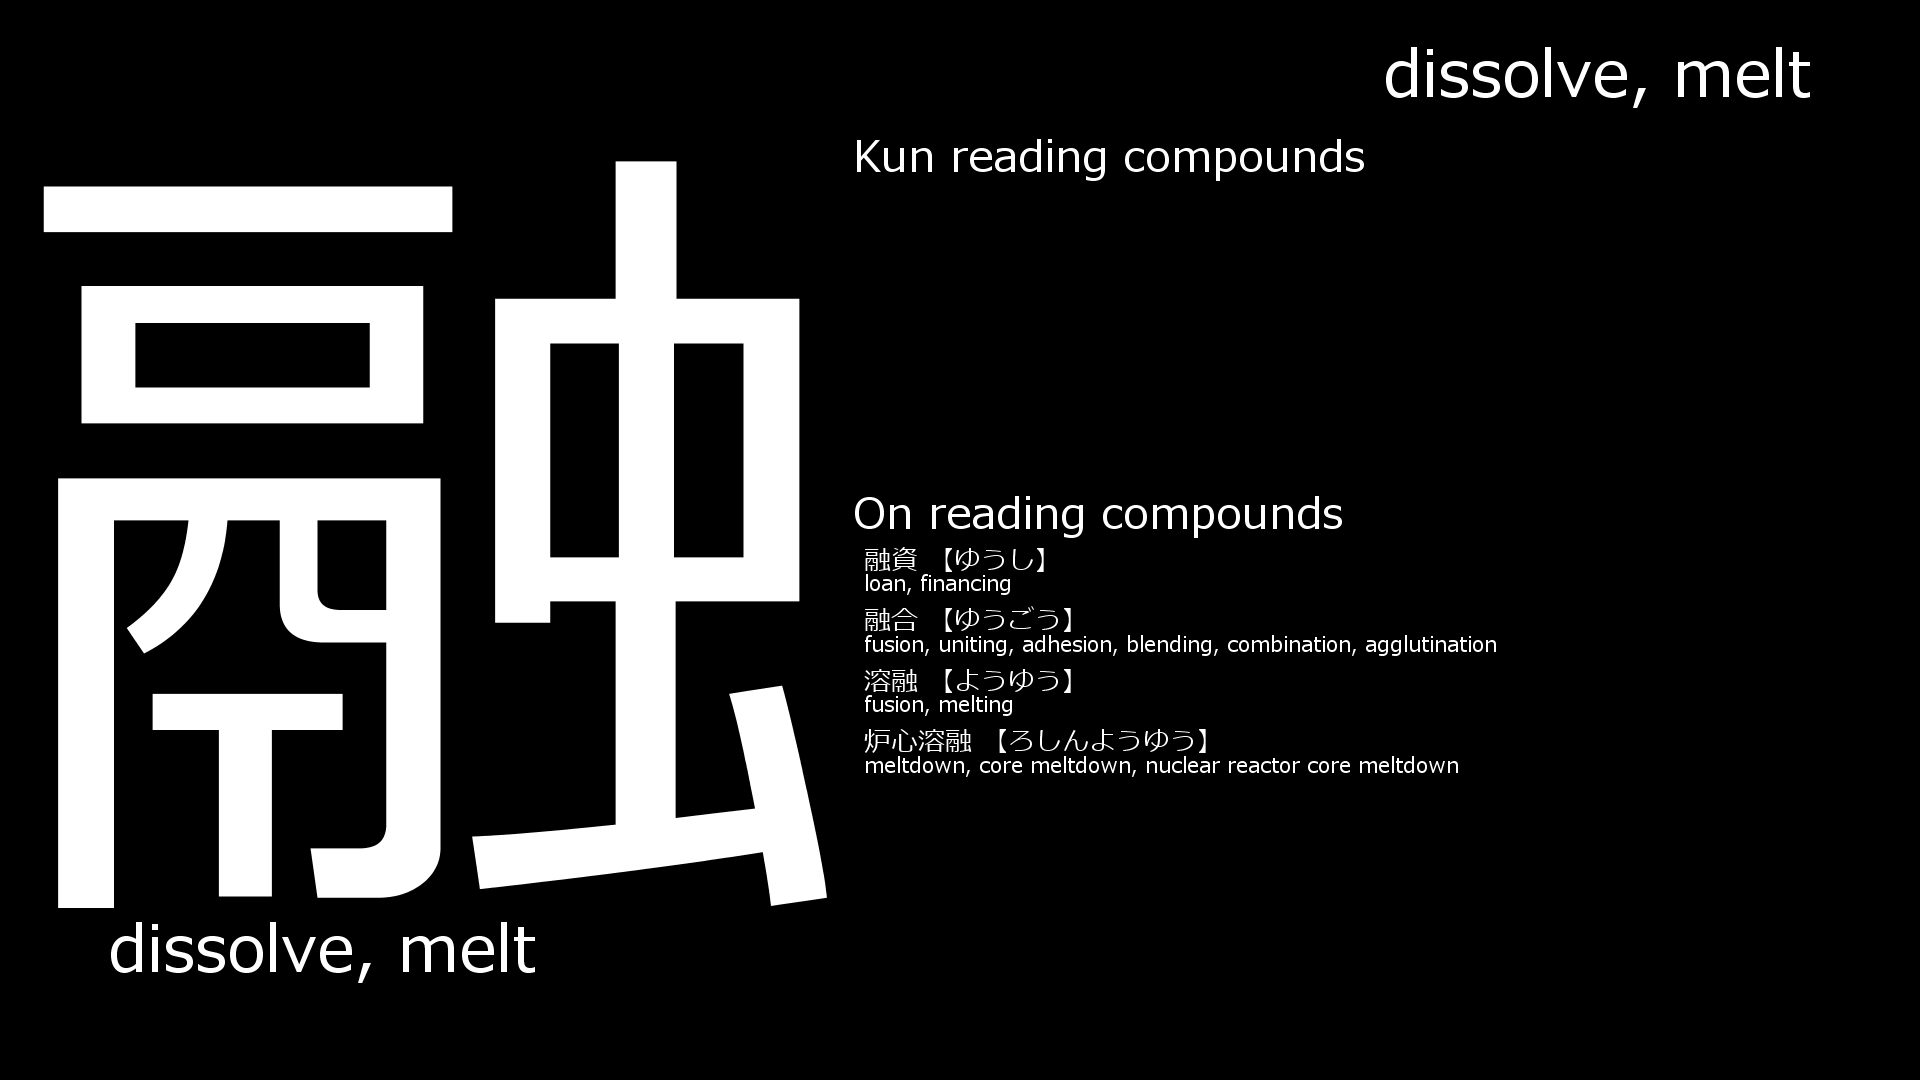 融
dissolve, melt
dissolve, melt
Kun reading compounds
On reading compounds
融資 【ゆうし】
loan, financing
融合 【ゆうごう】
fusion, uniting, adhesion, blending, combination, agglutination
溶融 【ようゆう】
fusion, melting
炉心溶融 【ろしんようゆう】
meltdown, core meltdown, nuclear reactor core meltdown